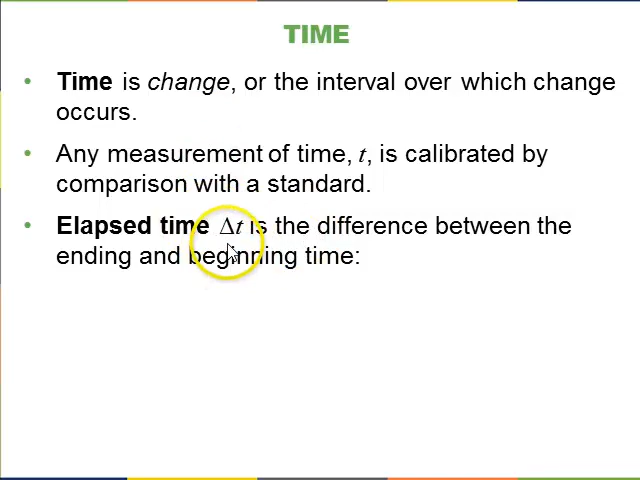 TIME
• Time is change, or the interval over which change
occurs.
• Any measurement of time, t, is calibrated by
comparison with a standard.
• Elapsed time Δt is the difference between the
ending and beginning time: